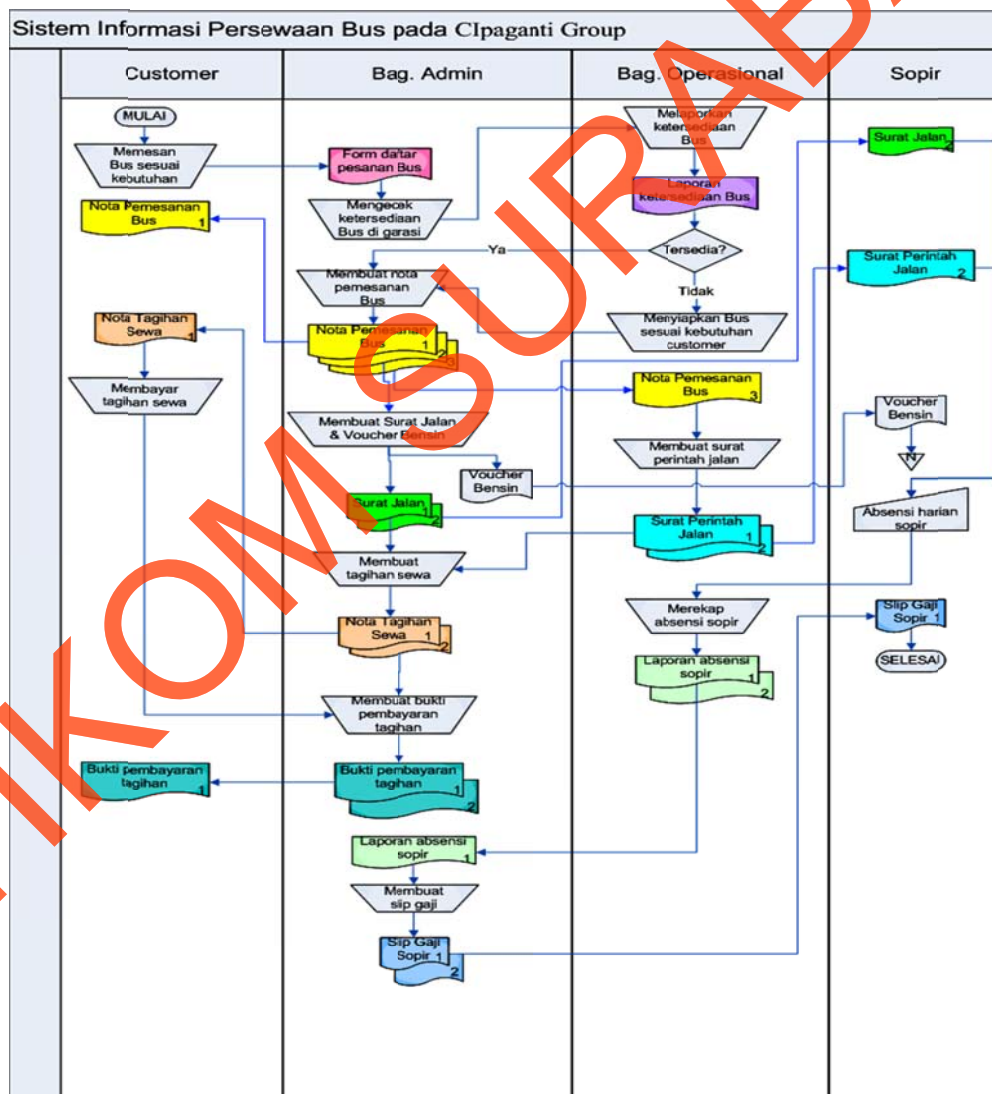 Sistem Informasi Persewaan Bus pada CIpaganti Group
Customer
Bag. Admin
Bag. Operasional
Sopir
MULAI
Memesan
Bus sesuai
kebutuhan
Nota Pemesanan
Bus
1
Nota Tagihan
Sewa
1
Membayar
tagihan sewa
Bukti pembayaran
tagihan
1
Form daftar
pesanan Bus
Mengecek
ketersediaan
Bus di garasi
Ya
Membuat nota
pemesanan
Bus
Nota Pemesanan
Bus
1
2
3
Membuat Surat Jalan
& Voucher Bensin
Voucher
Bensin
Surat Jalan
1
2
Membuat
tagihan sewa
Nota Tagihan
Sewa
1
2
Membuat bukti
pembayaran
tagihan
Bukti pembayaran
tagihan
1
2
Laporan absensi
sopir
1
Membuat
slip gaji
Slip Gaji
Sopir
1
2
Melaporkan
ketersediaan
Bus
Laporan
ketersediaan Bus
Tersedia?
Tidak
Menyiapkan Bus
sesuai kebutuhan
customer
Nota Pemesanan
Bus
3
Membuat surat
perintah jalan
Surat Perintah
Jalan
1
2
Merekap
absensi sopir
Laporan absensi
sopir
1
2
Surat Jalan
2
Surat Perintah
Jalan
2
Voucher
Bensin
N
Absensi harian
sopir
Slip Gaji
Sopir 1
SELESAI
IKOM SURABA